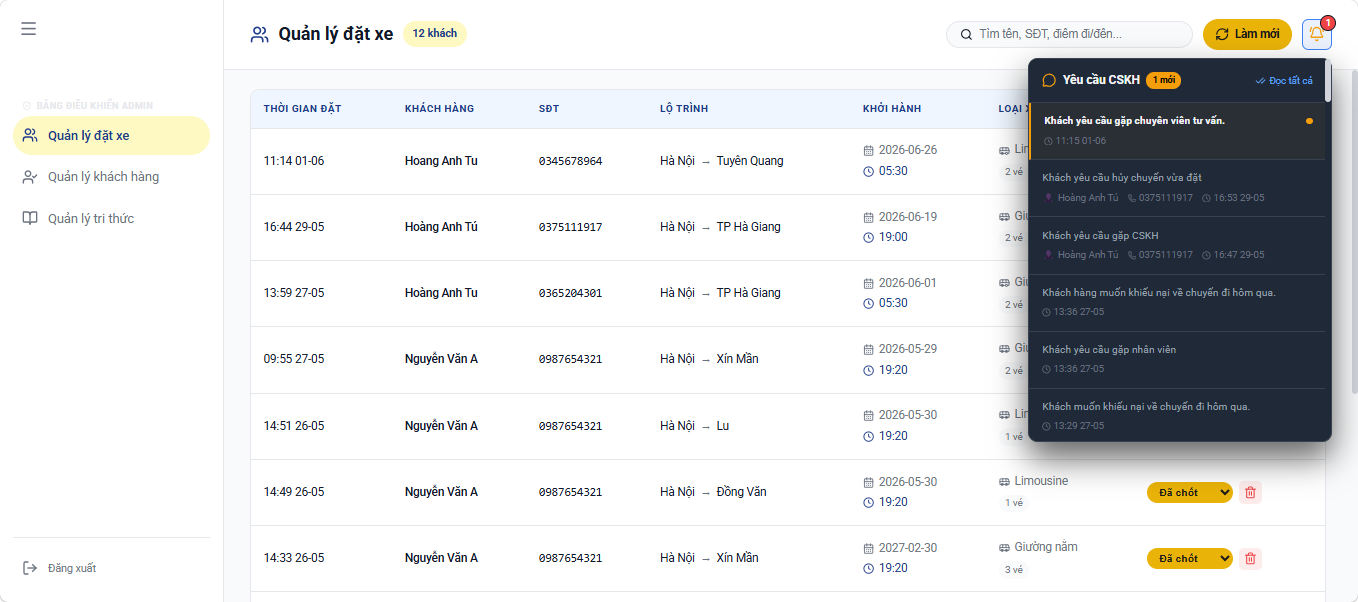 Quản lý đặt xe 12 khách Tìm tên, SĐT, điểm đi/đến... Làm mới 1
BẢNG ĐIỀU KHIỂN ADMIN
Quản lý đặt xe
Quản lý khách hàng
Quản lý tri thức
Đăng xuất
THỜI GIAN ĐẶT KHÁCH HÀNG SĐT LỘ TRÌNH KHỞI HÀNH LOẠI
11:14 01-06 Hoang Anh Tu 0345678964 Hà Nội → Tuyên Quang 2026-06-26 Lim
05:30 2 vé
16:44 29-05 Hoàng Anh Tú 0375111917 Hà Nội → TP Hà Giang 2026-06-19 Giư
19:00 2 vé
13:59 27-05 Hoàng Anh Tu 0365204301 Hà Nội → TP Hà Giang 2026-06-01 Giư
05:30 2 vé
09:55 27-05 Nguyễn Văn A 0987654321 Hà Nội → Xín Mần 2026-05-29 Giư
19:20 2 vé
14:51 26-05 Nguyễn Văn A 0987654321 Hà Nội → Lu 2026-05-30 Lim
19:20 1 vé
14:49 26-05 Nguyễn Văn A 0987654321 Hà Nội → Đồng Văn 2026-05-30 Limousine Đã chốt
19:20 1 vé
14:33 26-05 Nguyễn Văn A 0987654321 Hà Nội → Xín Mần 2027-02-30 Giường nằm Đã chốt
19:20 3 vé
Yêu cầu CSKH 1 mới Đọc tất cả
Khách yêu cầu gặp chuyên viên tư vấn.
11:15 01-06
Khách yêu cầu hủy chuyến vừa đặt
Hoàng Anh Tú 0375111917 16:53 29-05
Khách yêu cầu gặp CSKH
Hoàng Anh Tú 0375111917 16:47 29-05
Khách hàng muốn khiếu nại về chuyến đi hôm qua.
13:36 27-05
Khách yêu cầu gặp nhân viên
13:36 27-05
Khách muốn khiếu nại về chuyến đi hôm qua.
13:29 27-05